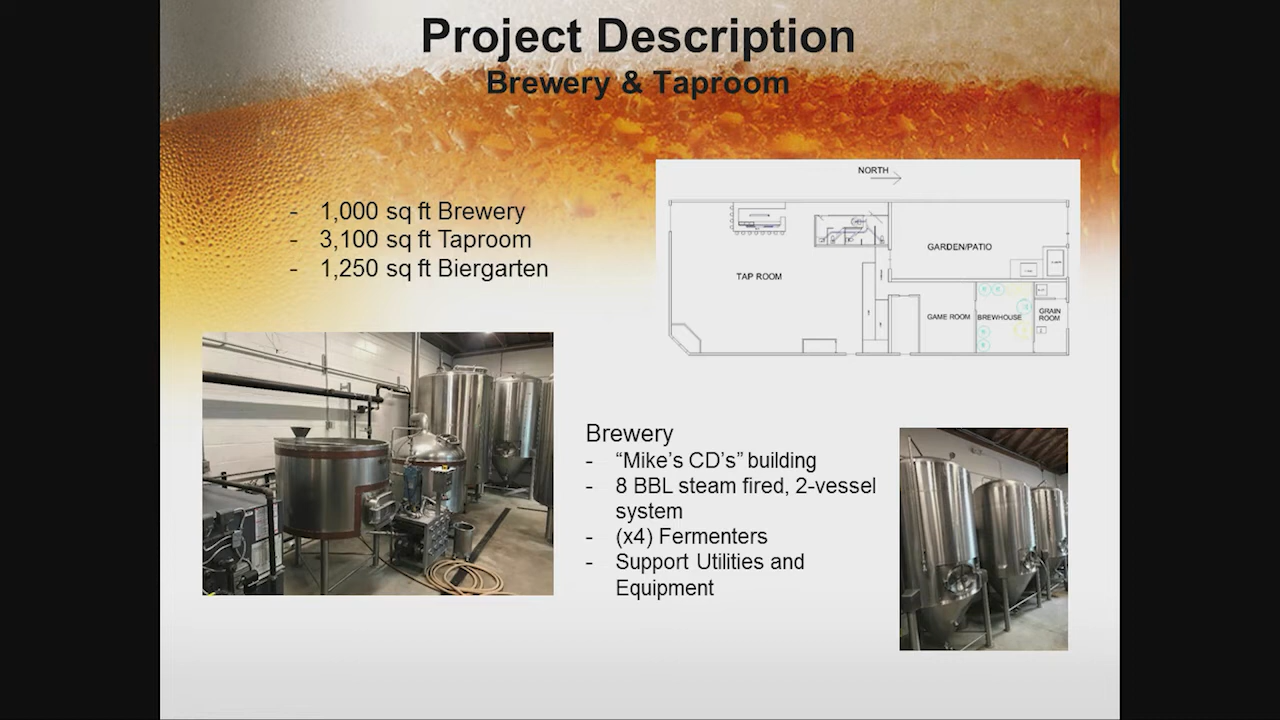 Project Description
Brewery & Taproom
- 1,000 sq ft Brewery
- 3,100 sq ft Taproom
- 1,250 sq ft Biergarten
NORTH
GARDEN/PATIO
TAP ROOM
GAME ROOM
BREWHOUSE
GRAIN
ROOM
Brewery
- “Mike’s CD’s” building
- 8 BBL steam fired, 2-vessel
system
- (x4) Fermenters
- Support Utilities and
Equipment